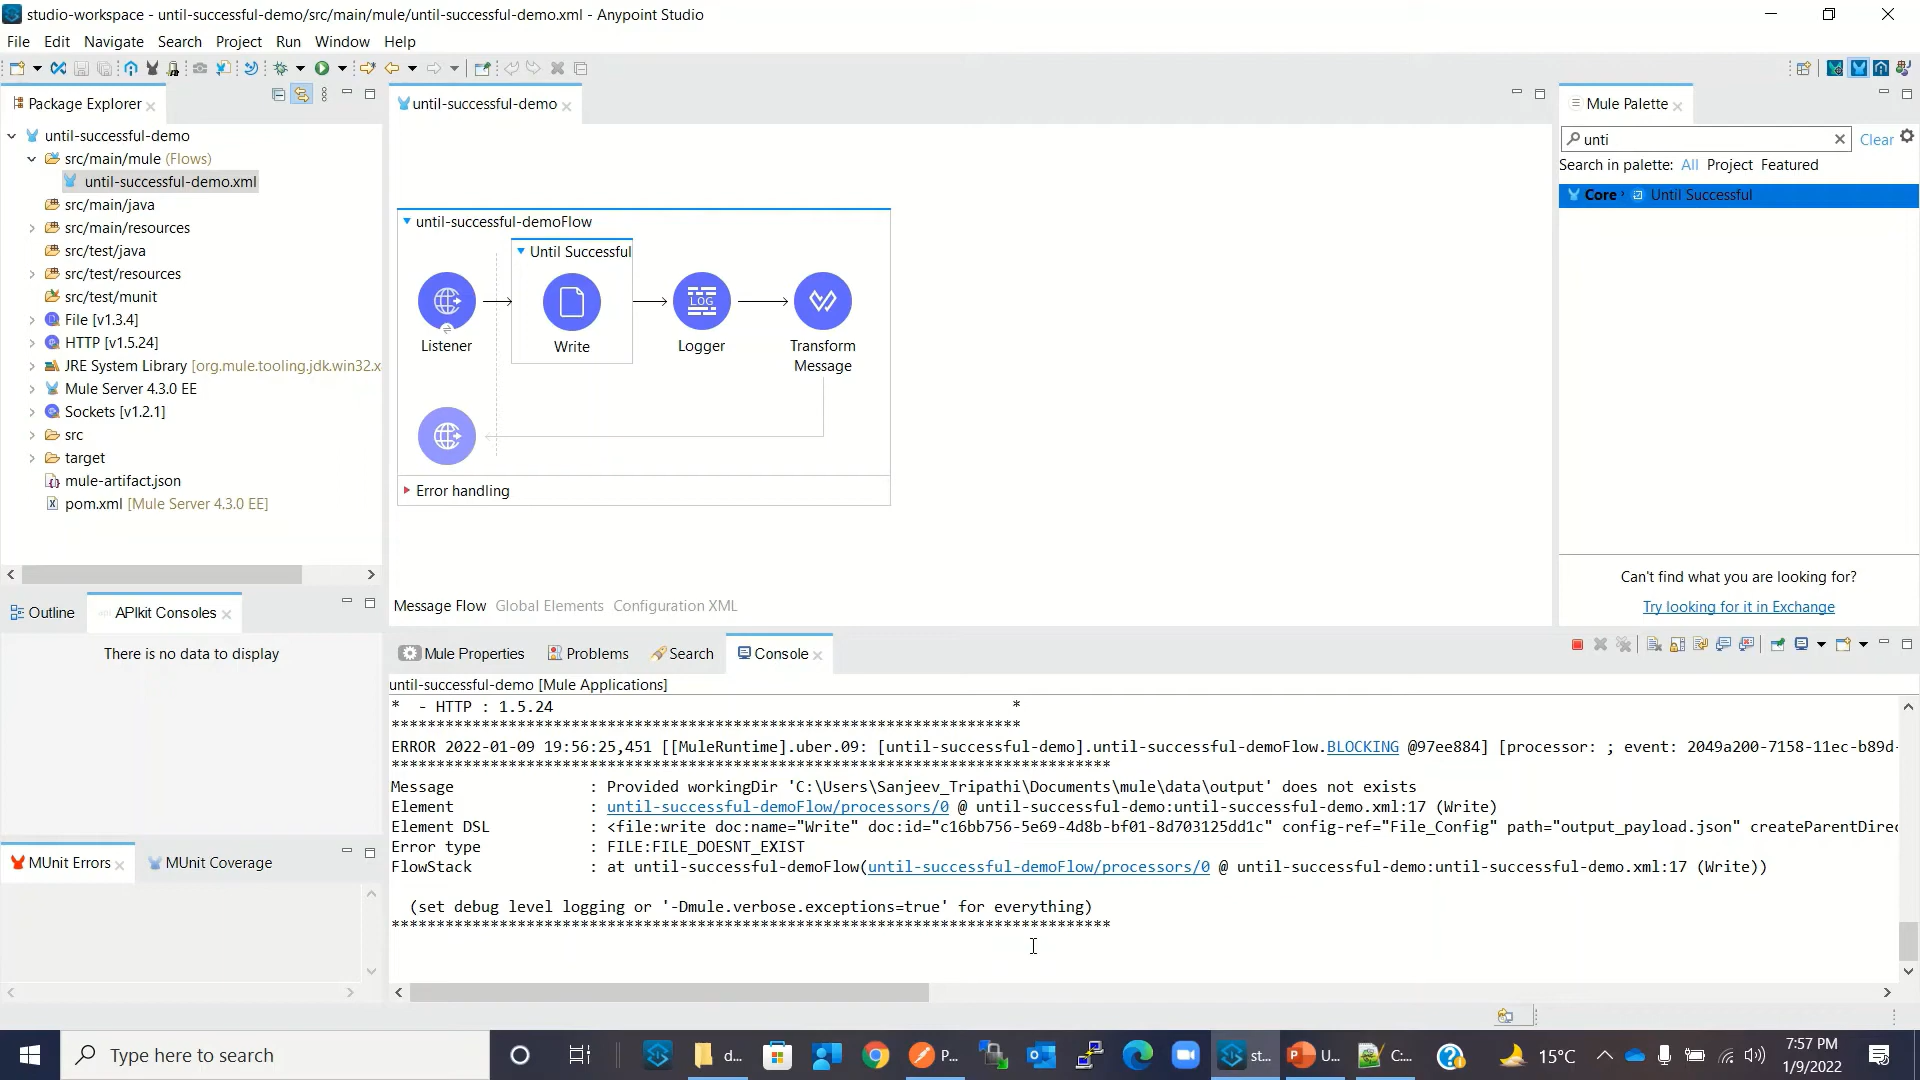 studio-workspace - until-successful-demo/src/main/mule/until-successful-demo.xml - Anypoint Studio
File Edit Navigate Search Project Run Window Help
Package Explorer
until-successful-demo
src/main/mule (Flows)
until-successful-demo.xml
src/main/java
src/main/resources
src/test/java
src/test/resources
src/test/munit
File [v1.3.4]
HTTP [v1.5.24]
JRE System Library [org.mule.tooling.jdk.win32.x
Mule Server 4.3.0 EE
Sockets [v1.2.1]
src
target
mule-artifact.json
pom.xml [Mule Server 4.3.0 EE]
until-successful-demo
until-successful-demoFlow
Until Successful
Listener
Write
Logger
LOG
Transform
Message
Error handling
Message Flow Global Elements Configuration XML
Mule Palette
unti
Clear
Search in palette: All Project Featured
Core Until Successful
Can't find what you are looking for?
Try looking for it in Exchange
Outline
APIkit Consoles
There is no data to display
MUnit Errors
MUnit Coverage
Mule Properties
Problems
Search
Console
until-successful-demo [Mule Applications]
* - HTTP : 1.5.24 *
**********************************************************************
ERROR 2022-01-09 19:56:25,451 [[MuleRuntime].uber.09: [until-successful-demo].until-successful-demoFlow.BLOCKING @97ee884] [processor: ; event: 2049a200-7158-11ec-b89d-
********************************************************************************
Message : Provided workingDir 'C:\Users\Sanjeev_Tripathi\Documents\mule\data\output' does not exists
Element : until-successful-demoFlow/processors/0 @ until-successful-demo:until-successful-demo.xml:17 (Write)
Element DSL : <file:write doc:name="Write" doc:id="c16bb756-5e69-4d8b-bf01-8d703125dd1c" config-ref="File_Config" path="output_payload.json" createParentDirec
Error type : FILE:FILE_DOESNT_EXIST
FlowStack : at until-successful-demoFlow(until-successful-demoFlow/processors/0 @ until-successful-demo:until-successful-demo.xml:17 (Write))
(set debug level logging or '-Dmule.verbose.exceptions=true' for everything)
********************************************************************************
Type here to search
d...
P...
st...
U...
C:...
15°C
7:57 PM
1/9/2022